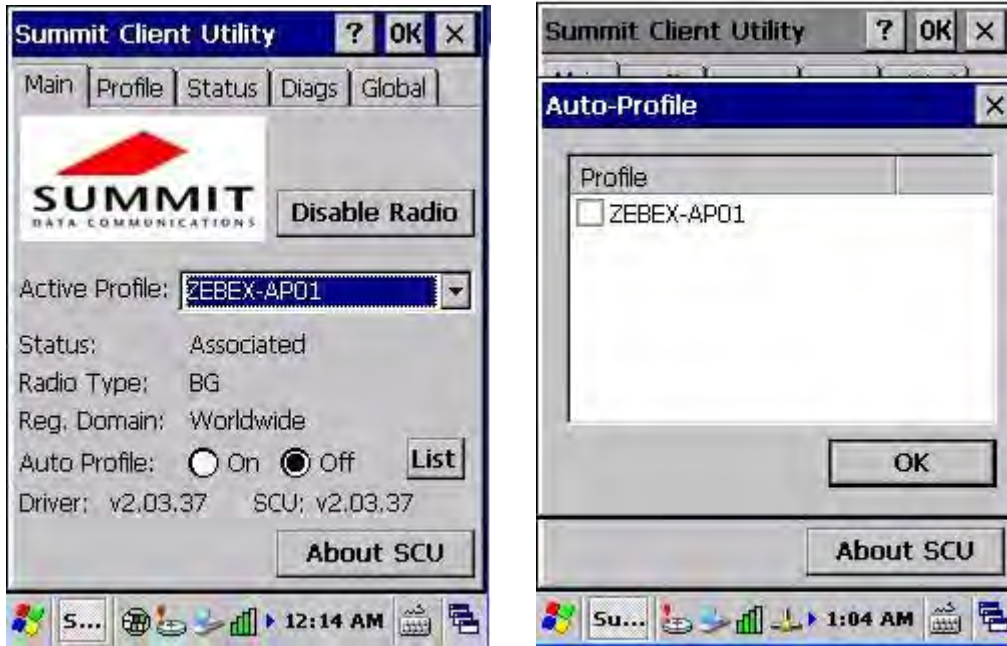 Summit Client Utility ? OK ×
Main Profile Status Diags Global
SUMMIT
DATA COMMUNICATIONS
Disable Radio
Active Profile: ZEBEX-AP01
Status: Associated
Radio Type: BG
Reg. Domain: Worldwide
Auto Profile: On Off List
Driver: v2.03.37 SCU: v2.03.37
About SCU
S... 12:14 AM
Summit Client Utility ? OK ×
Auto-Profile ×
Profile
ZEBEX-AP01
OK
About SCU
Su... 1:04 AM